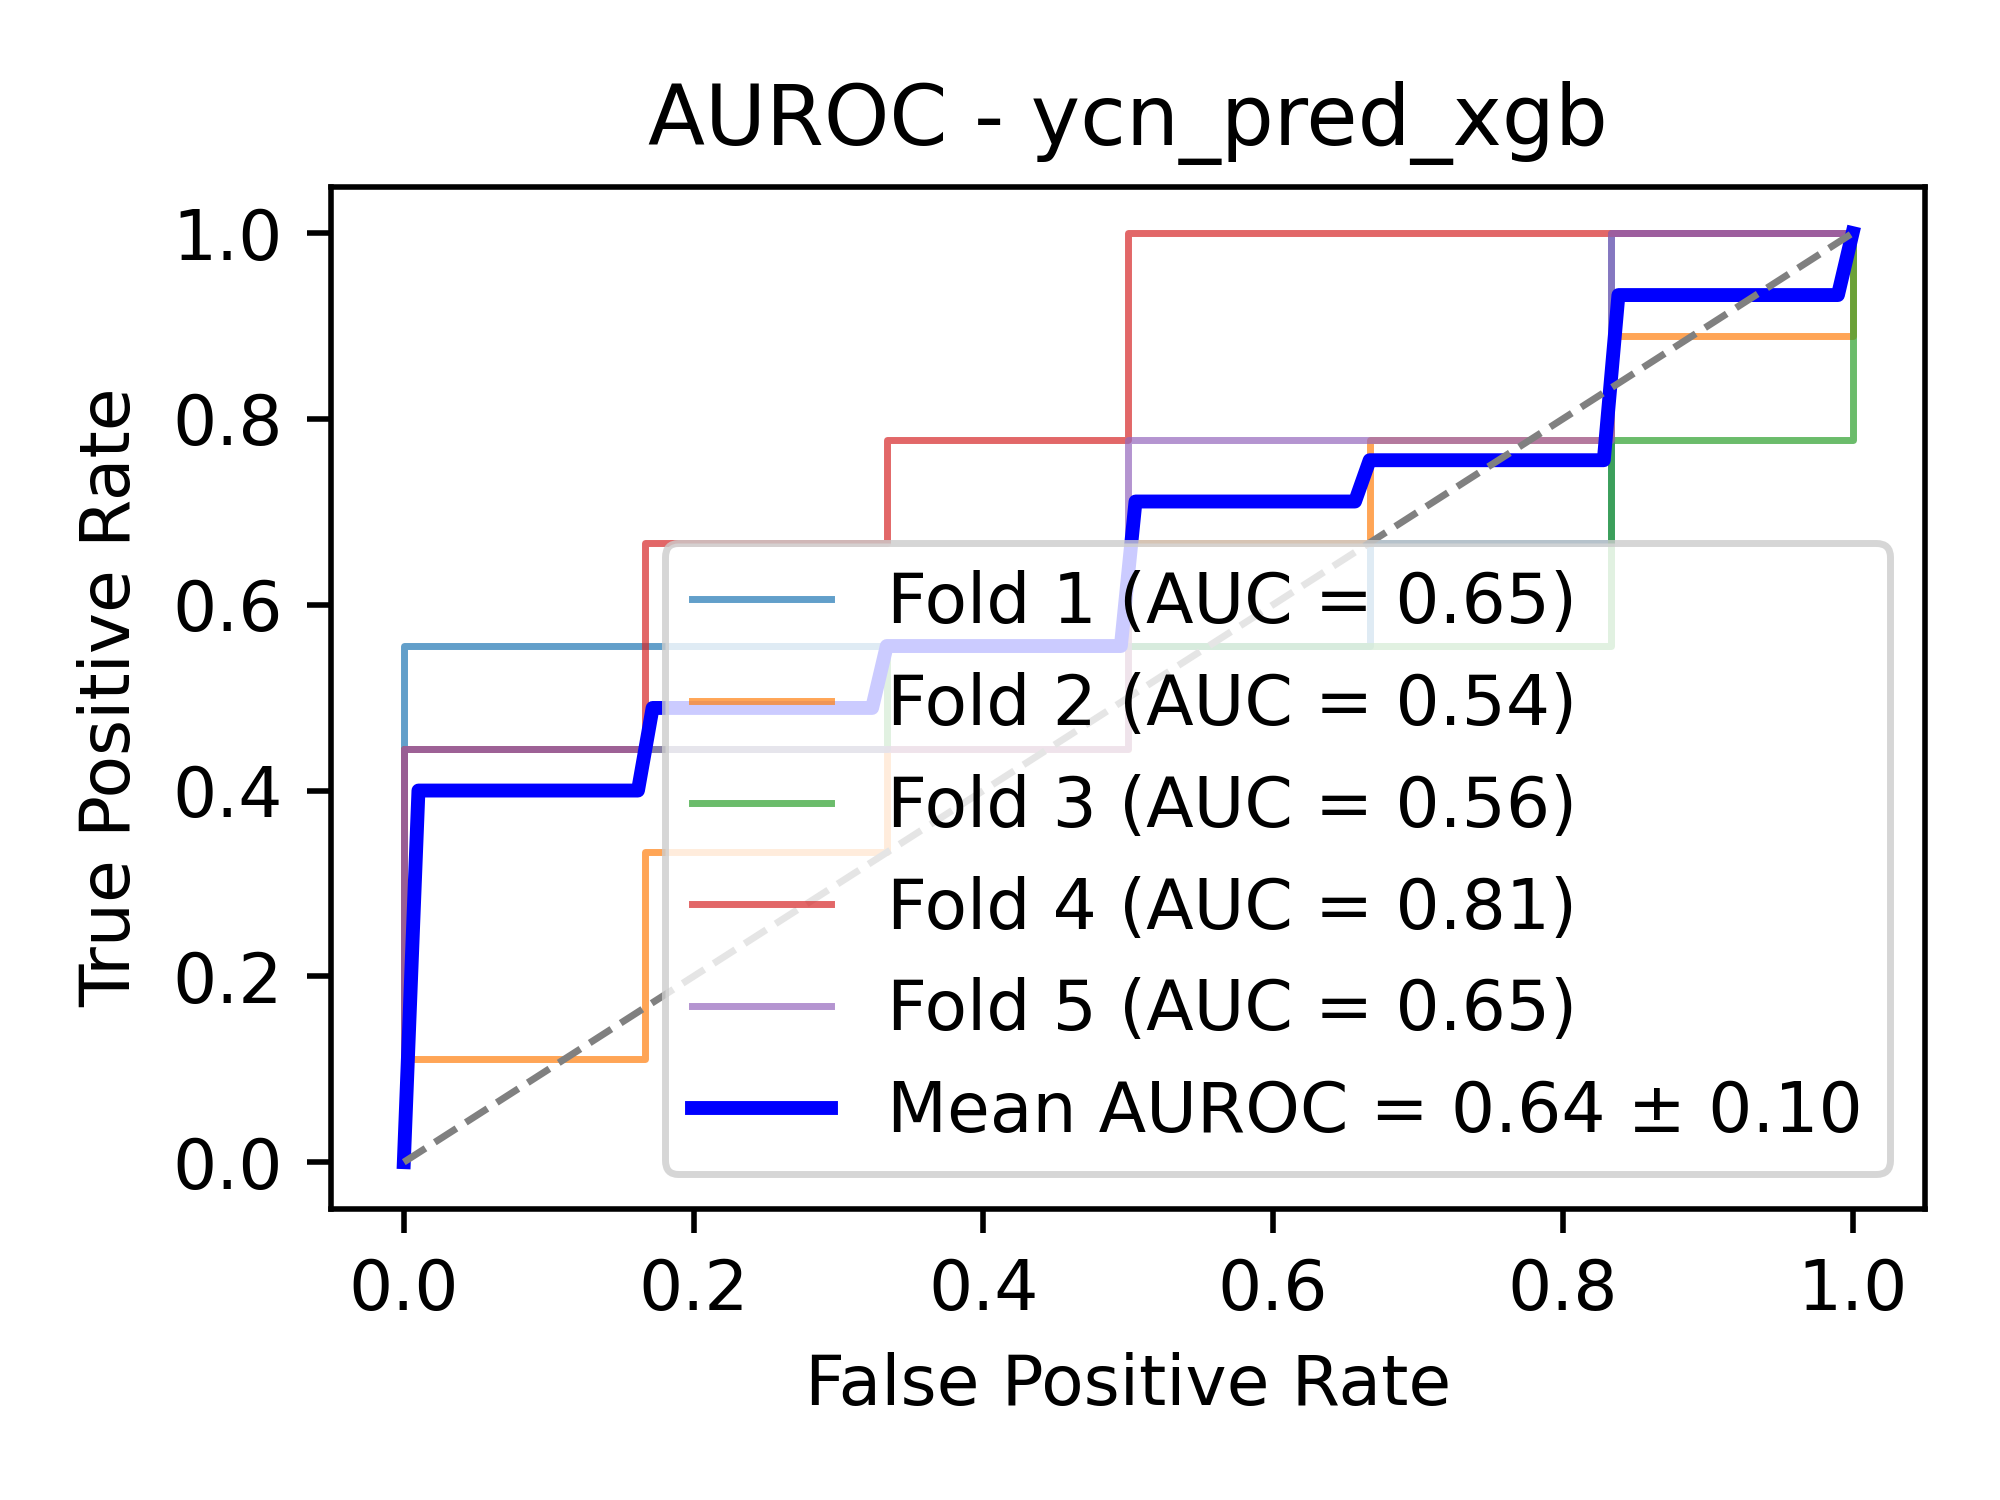 AUROC - ycn_pred_xgb
True Positive Rate
1.0
0.8
0.6
0.4
0.2
0.0
Fold 1 (AUC = 0.65)
Fold 2 (AUC = 0.54)
Fold 3 (AUC = 0.56)
Fold 4 (AUC = 0.81)
Fold 5 (AUC = 0.65)
Mean AUROC = 0.64 ± 0.10
0.0 0.2 0.4 0.6 0.8 1.0
False Positive Rate